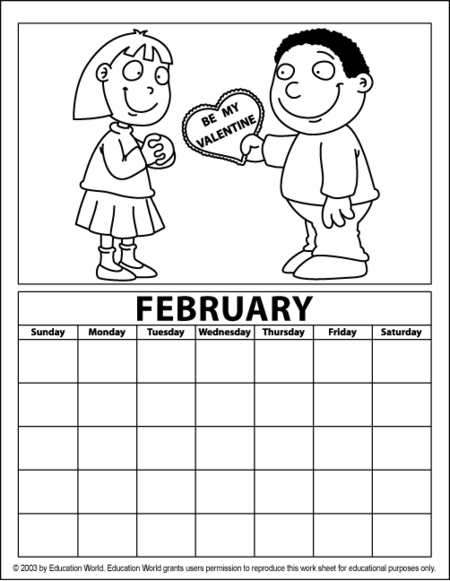 BE MY
VALENTINE
FEBRUARY
Sunday Monday Tuesday Wednesday Thursday Friday Saturday
© 2003 by Education World. Education World grants users permission to reproduce this work sheet for educational purposes only.